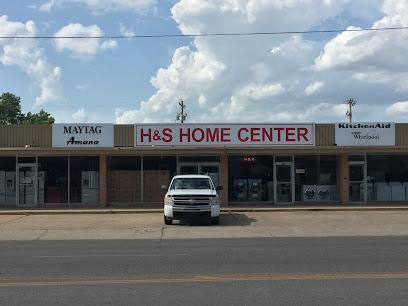 MAYTAG
Amana
H&S HOME CENTER
KitchenAid
Whirlpool
H&S